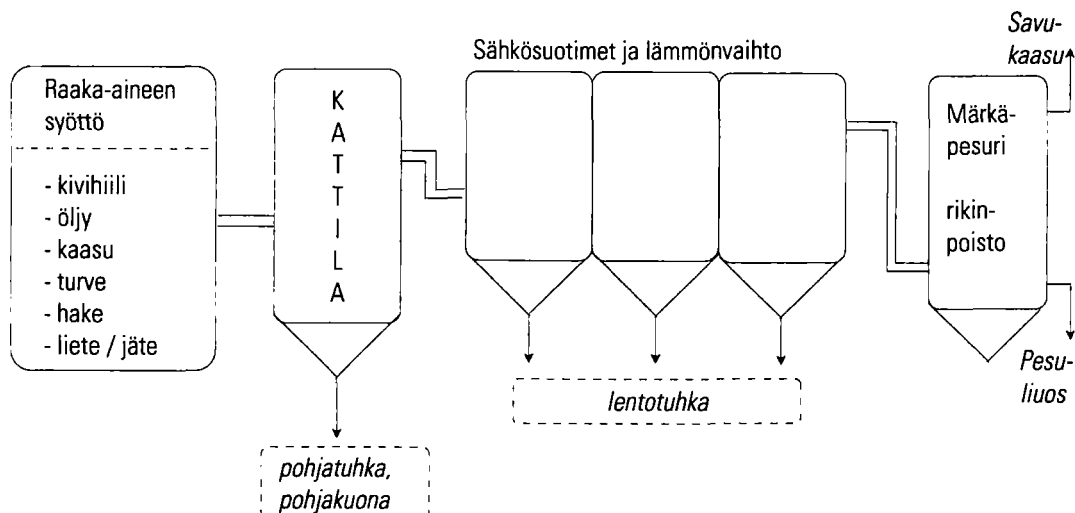 Raaka-aineen
syöttö
- kivihiili
- öljy
- kaasu
- turve
- hake
- liete / jäte
K
A
T
T
I
L
A
pohjatuhka,
pohjakuona
Sähkösuotimet ja lämmönvaihto
lentotuhka
Märkä-
pesuri
rikin-
poisto
Savu-
kaasu
Pesu-
liuos